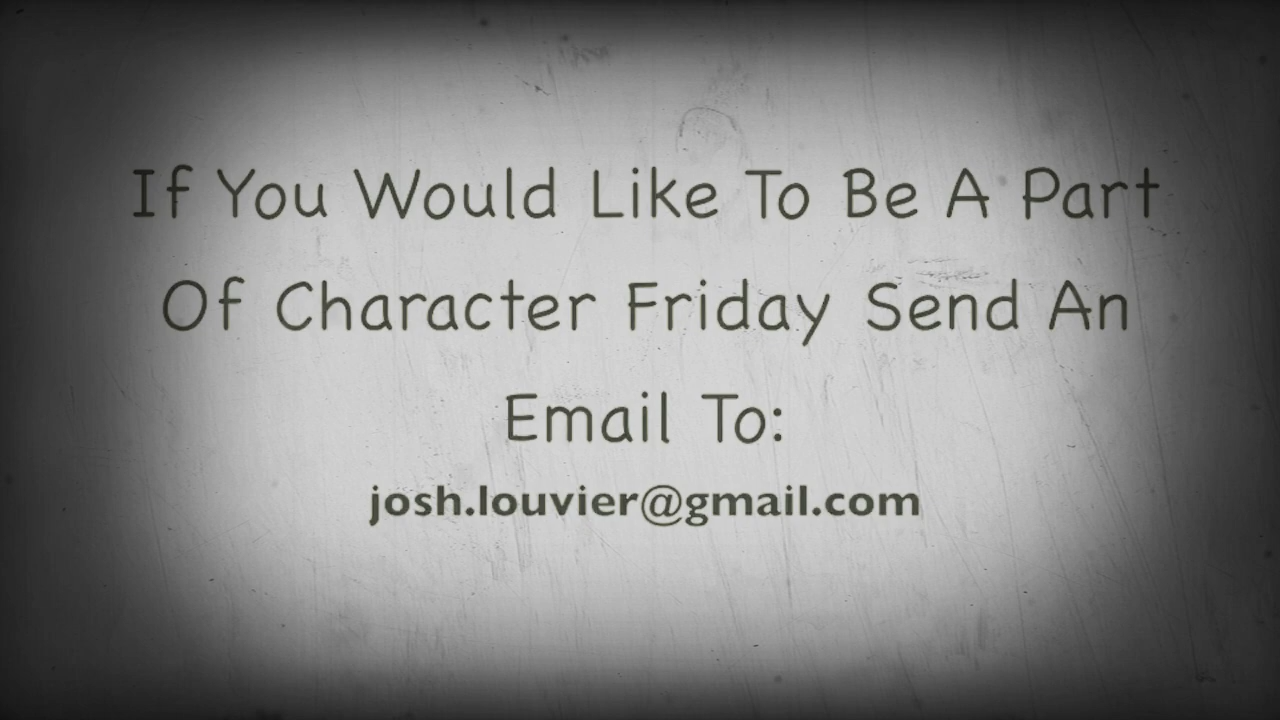 If You Would Like To Be A Part
Of Character Friday Send An
Email To:
josh.louvier@gmail.com